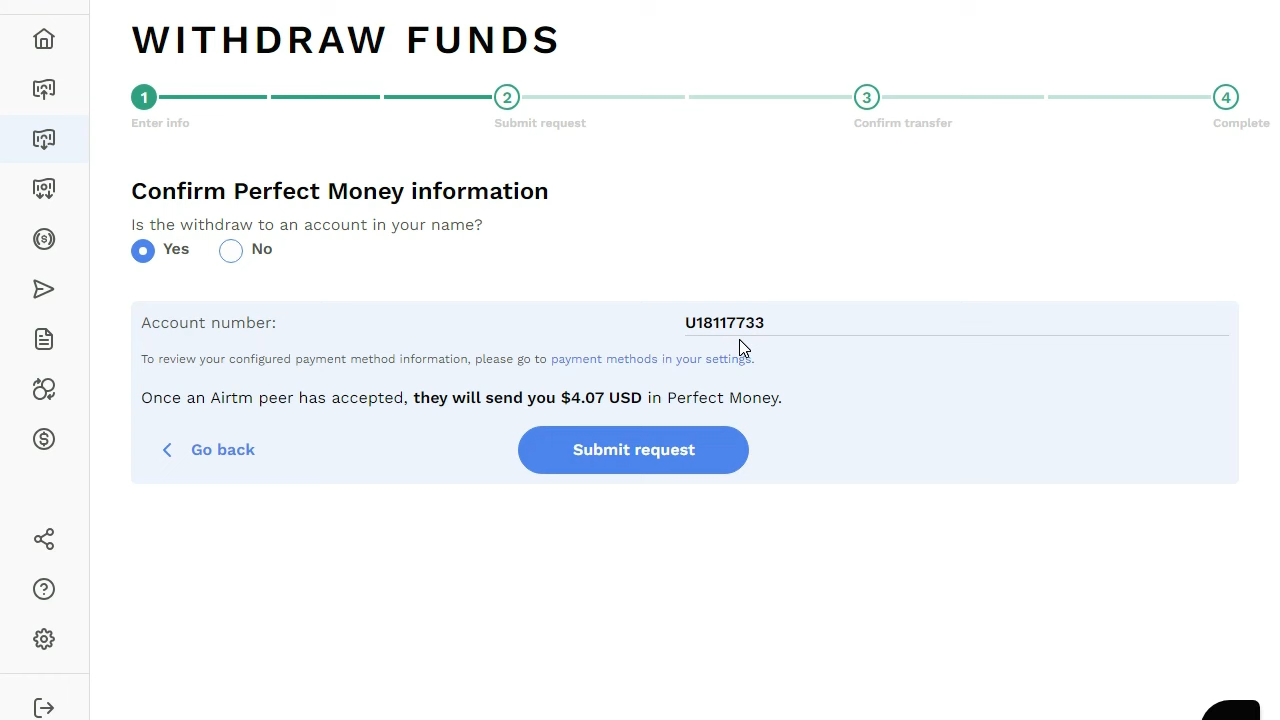 WITHDRAW FUNDS
1 2 3 4
Enter info Submit request Confirm transfer Complete
Confirm Perfect Money information
Is the withdraw to an account in your name?
Yes No
Account number: U18117733
To review your configured payment method information, please go to payment methods in your settings.
Once an Airtm peer has accepted, they will send you $4.07 USD in Perfect Money.
Go back Submit request